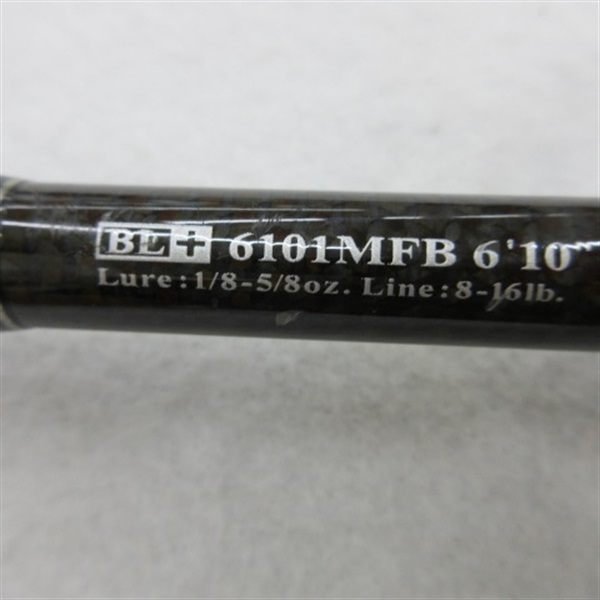 BL+ 6101MFB 6'10"
Lure:1/8-5/8oz. Line:8-16lb.